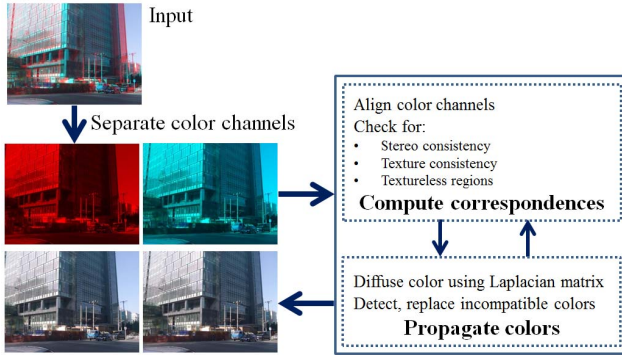 Input
Separate color channels
Align color channels
Check for:
• Stereo consistency
• Texture consistency
• Textureless regions
Compute correspondences
Diffuse color using Laplacian matrix
Detect, replace incompatible colors
Propagate colors